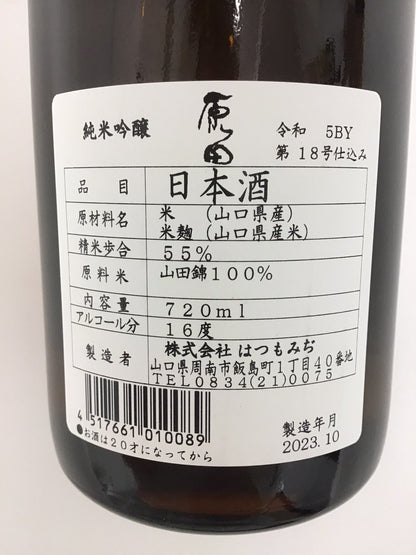 原田
純米吟醸
令和 5BY
第 18号仕込み
品目 日本酒
原材料名 米 (山口県産)
米麹 (山口県産米)
精米歩合 55%
原料米 山田錦100%
内容量 720ml
アルコール分 16度
製造者 株式会社 はつもみぢ
山口県周南市飯島町1丁目40番地
TEL0834(21)0075
4 517661 010089
●お酒は20才になってから
製造年月
2023.10